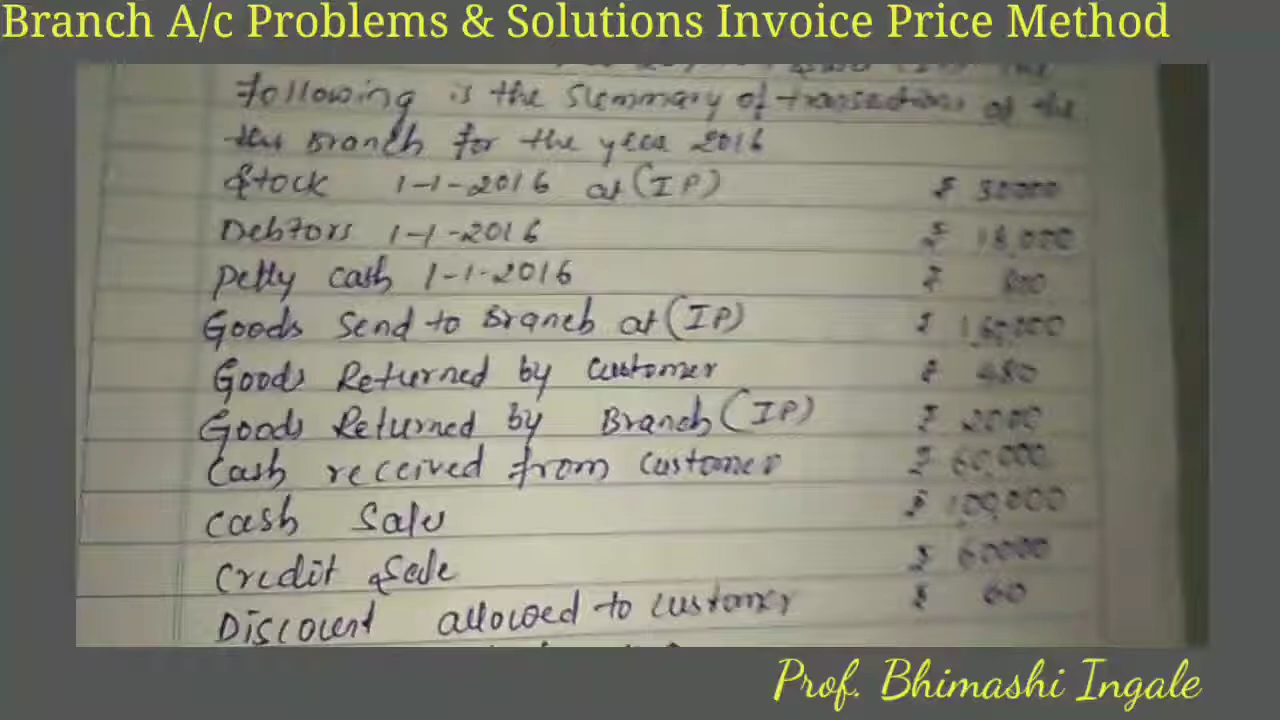 Branch A/c Problems & Solutions Invoice Price Method
Following is the Summary of transactions of the
the Branch for the year 2016
Stock 1-1-2016 at (IP) ₹ 30000
Debtors 1-1-2016 ₹ 18,000
Petty cash 1-1-2016 ₹
Goods Send to Branch at (IP) ₹ 1,60,000
Goods Returned by Customer ₹ 480
Goods Returned by Branch (IP) ₹ 2000
Cash received from Customer ₹ 60,000
Cash Sale ₹ 1,00,000
Credit Sale ₹ 60000
Discount allowed to customer ₹ 60
Prof. Bhimashi Ingale